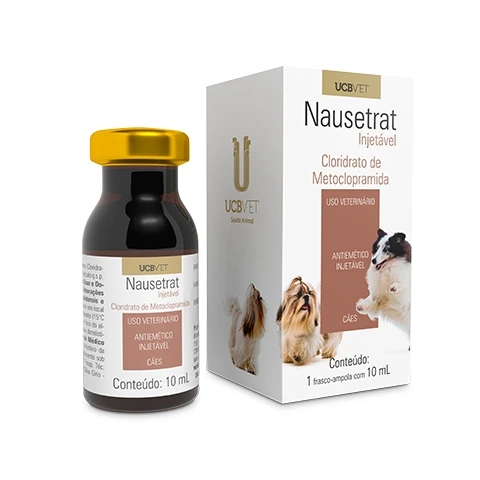 UCBVET
Nausetrat
Injetável
Cloridrato de
Metoclopramida
USO VETERINÁRIO
ANTIEMÉTICO
INJETÁVEL
CÃES
Conteúdo:
1 frasco-ampola com 10 mL
UCBVET
Saúde Animal
UCBVET
Nausetrat
Injetável
Cloridrato de Metoclopramida
USO VETERINÁRIO
ANTIEMÉTICO
INJETÁVEL
CÃES
Conteúdo: 10 mL